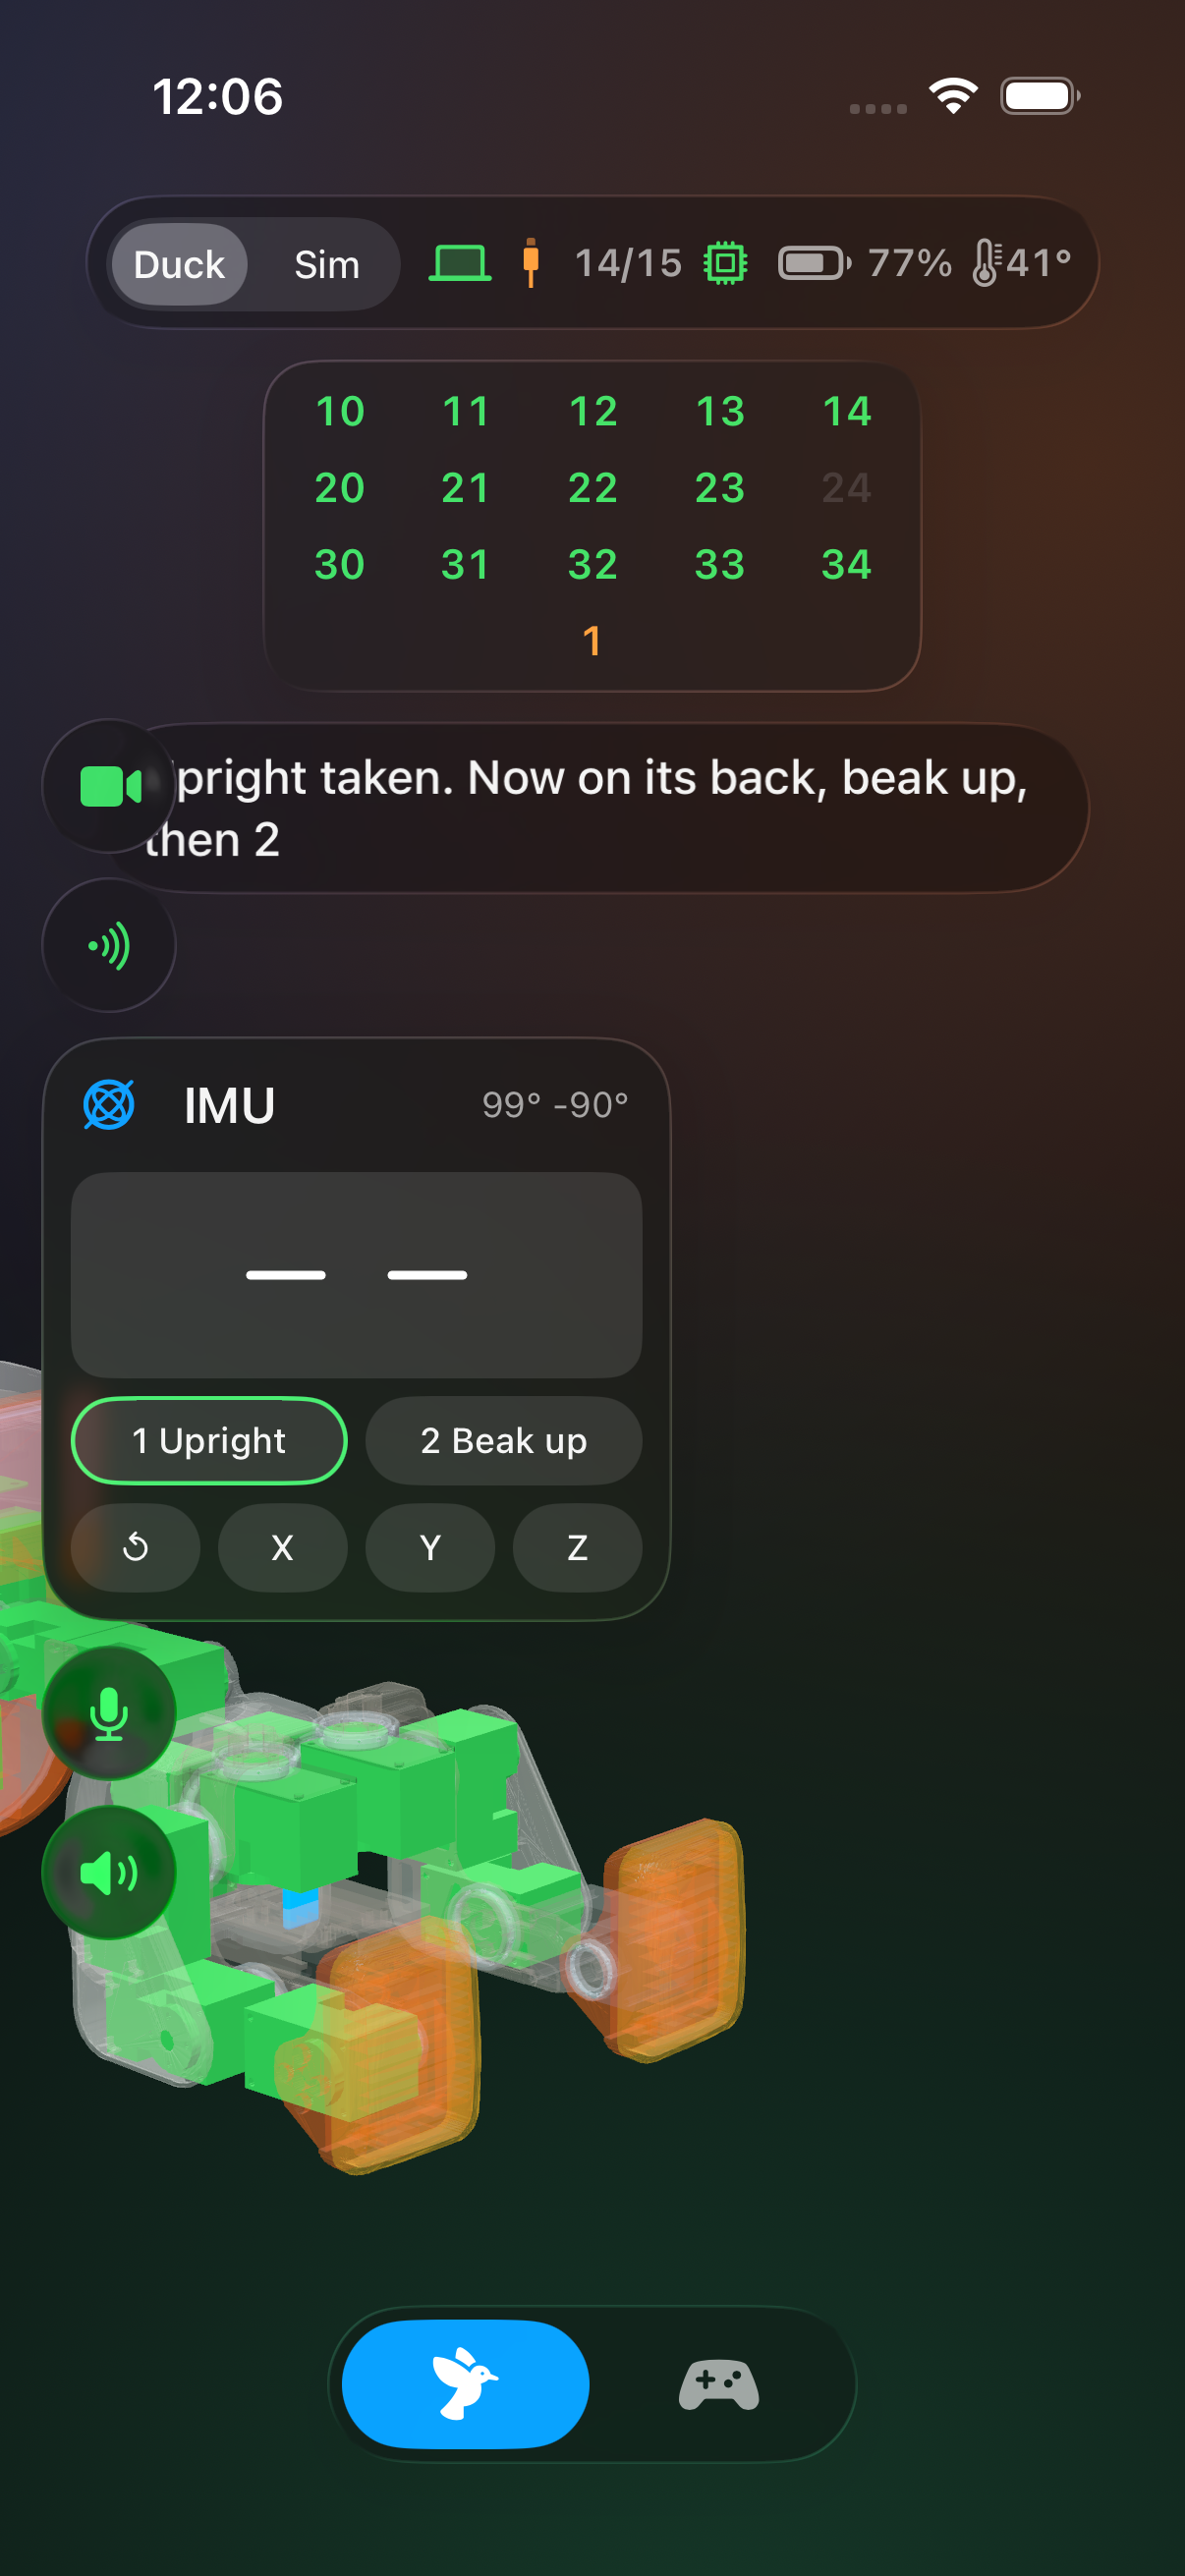 12:06
Duck Sim 14/15 77% 41°
10 11 12 13 14
20 21 22 23 24
30 31 32 33 34
1
pright taken. Now on its back, beak up,
then 2
IMU 99° -90°
1 Upright 2 Beak up
X Y Z